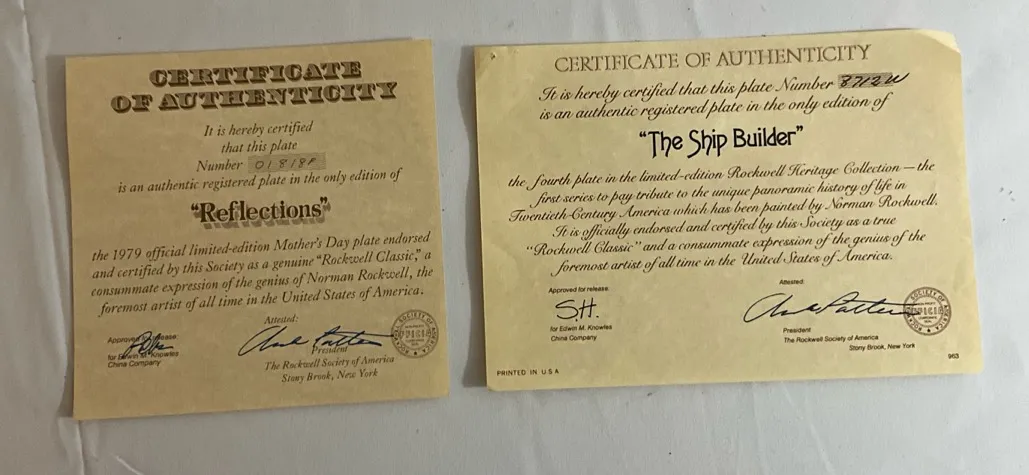 CERTIFICATE
OF AUTHENTICITY
It is hereby certified
that this plate
Number 01818F
is an authentic registered plate in the only edition of
"Reflections"
the 1979 official limited-edition Mother's Day plate endorsed
and certified by this Society as a genuine "Rockwell Classic," a
consummate expression of the genius of Norman Rockwell, the
foremost artist of all time in the United States of America.
Approved for release:
for Edwin M. Knowles
China Company
Attested:
President
The Rockwell Society of America
Stony Brook, New York
CERTIFICATE OF AUTHENTICITY
It is hereby certified that this plate Number 8712W
is an authentic registered plate in the only edition of
"The Ship Builder"
the fourth plate in the limited-edition Rockwell Heritage Collection — the
first series to pay tribute to the unique panoramic history of life in
Twentieth-Century America which has been painted by Norman Rockwell.
It is officially endorsed and certified by this Society as a true
"Rockwell Classic" and a consummate expression of the genius of the
foremost artist of all time in the United States of America.
Approved for release:
S.H.
for Edwin M. Knowles
China Company
Attested:
President
The Rockwell Society of America
Stony Brook, New York
PRINTED IN U.S.A
963